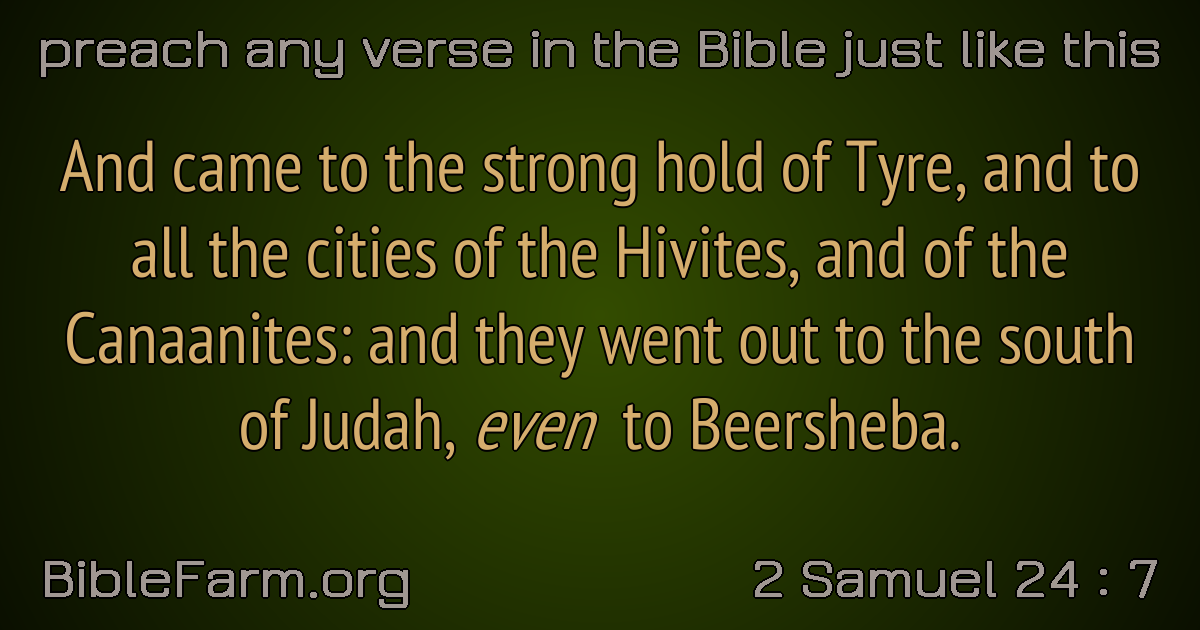 preach any verse in the Bible just like this
And came to the strong hold of Tyre, and to
all the cities of the Hivites, and of the
Canaanites: and they went out to the south
of Judah, even to Beersheba.
BibleFarm.org
2 Samuel 24 : 7